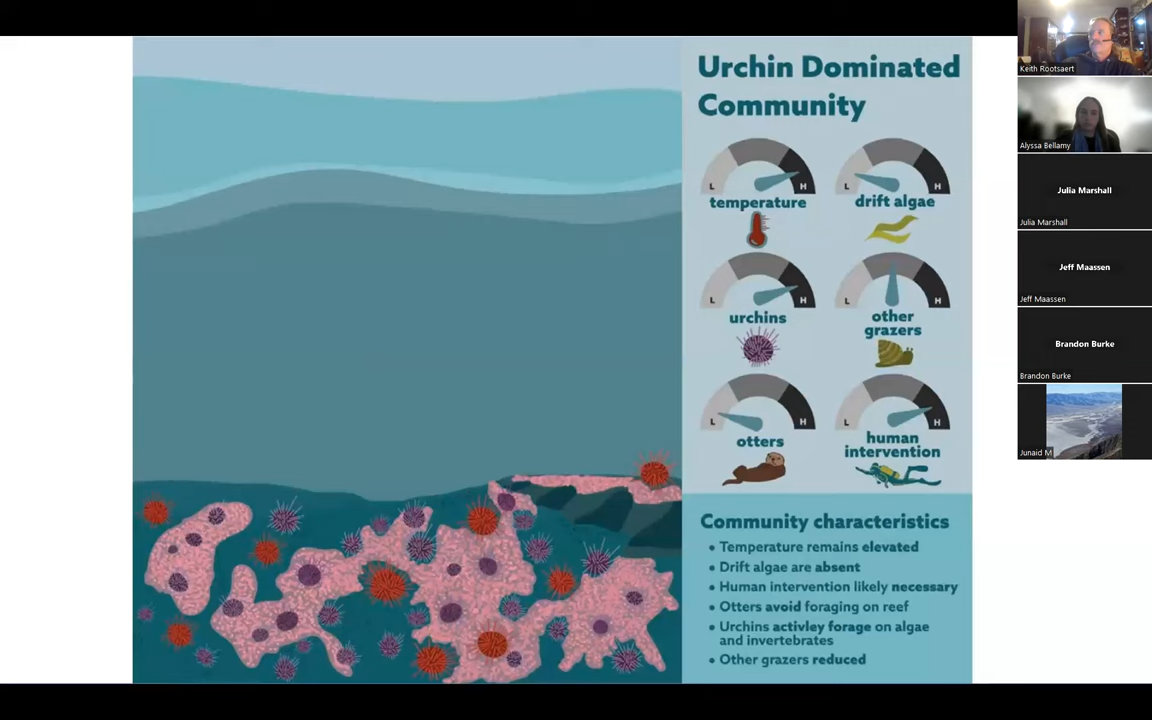 Urchin Dominated
Community
L H
temperature
L H
drift algae
L H
urchins
L H
other
grazers
L H
otters
L H
human
intervention
Community characteristics
• Temperature remains elevated
• Drift algae are absent
• Human intervention likely necessary
• Otters avoid foraging on reef
• Urchins activley forage on algae
and invertebrates
• Other grazers reduced
Keith Rootsaert
Alyssa Bellamy
Julia Marshall
Julia Marshall
Jeff Maassen
Jeff Maassen
Brandon Burke
Brandon Burke
Junaid M